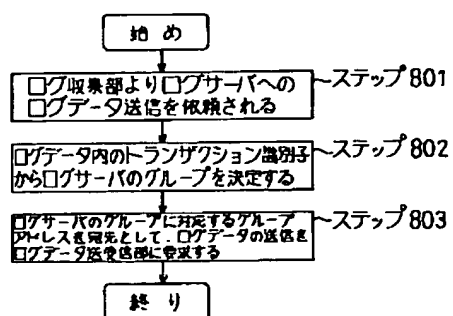 始め
ログ収集部よりログサーバへの
ログデータ送信を依頼される
ステップ801
ログデータ内のトランザクション識別子
からログサーバのグループを決定する
ステップ802
ログサーバのグループに対応するグループ
アドレスを宛先として、ログデータの送信を
ログデータ送受信部に要求する
ステップ803
終り